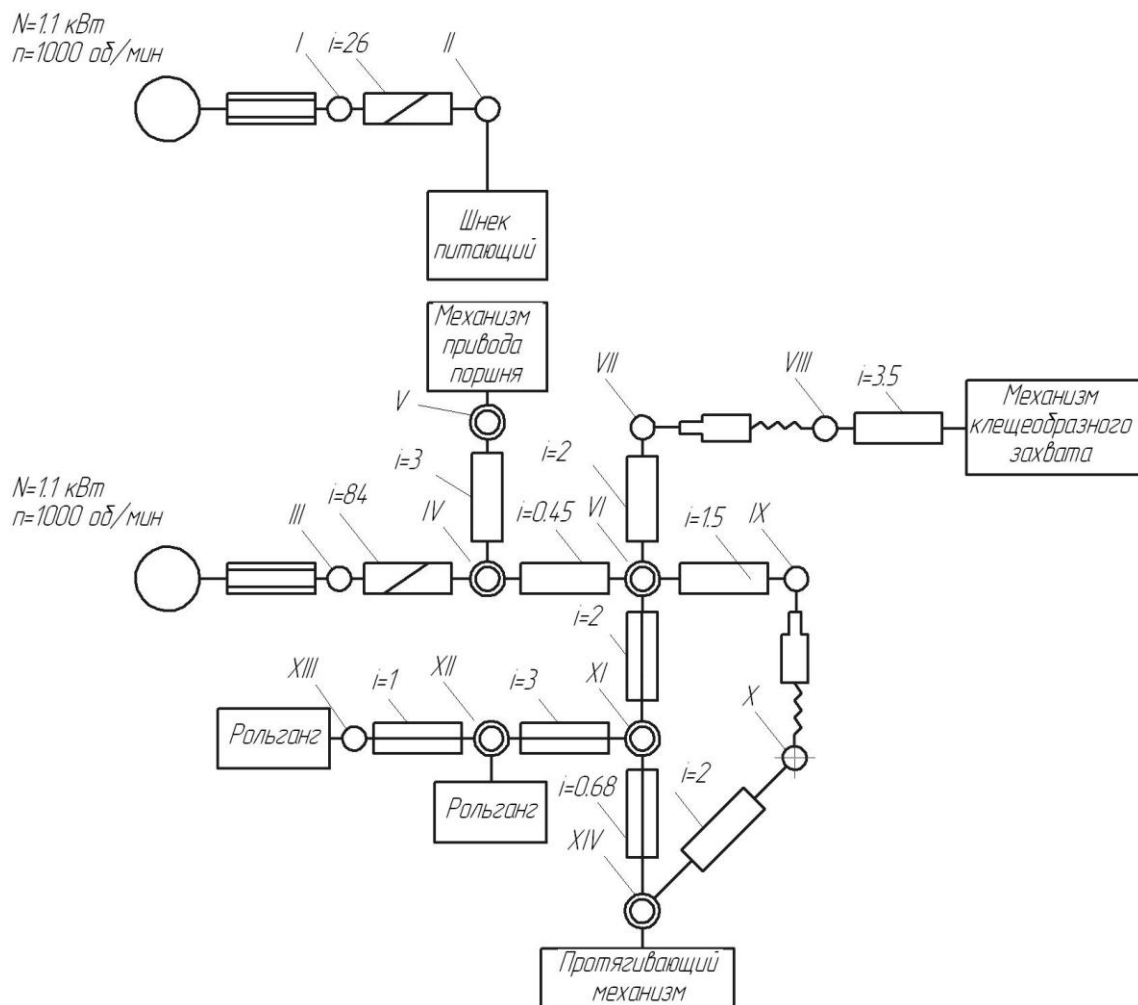 N=1.1 кВт
n=1000 об/мин
I
i=26
II
Шнек
питающий
Механизм
привода
поршня
V
VII
VIII
i=3.5
Механизм
клещеобразного
захвата
i=3
i=2
N=1.1 кВт
n=1000 об/мин
III
i=84
IV
i=0.45
VI
i=1.5
IX
i=2
XIII
i=1
XII
i=3
XI
X
Рольганг
Рольганг
i=0.68
i=2
XIV
Протягивающий
механизм